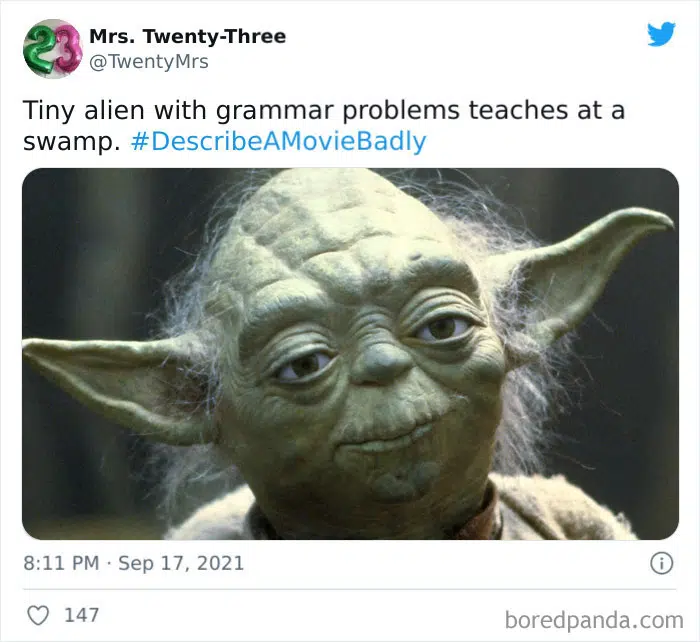 23
Mrs. Twenty-Three
@TwentyMrs
Tiny alien with grammar problems teaches at a
swamp. #DescribeAMovieBadly
8:11 PM · Sep 17, 2021
147
boredpanda.com